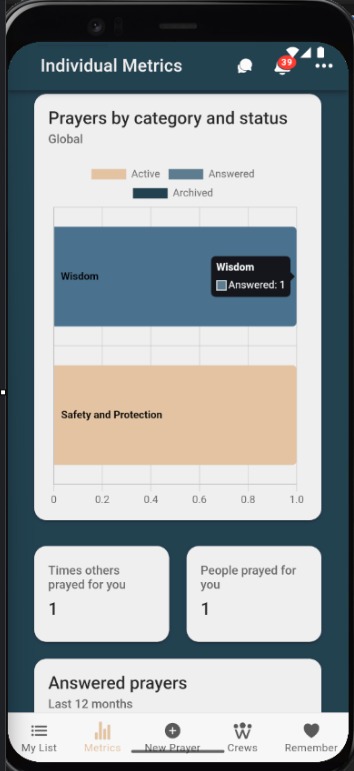 Individual Metrics
39
Prayers by category and status
Global
Active
Answered
Archived
Wisdom
Wisdom
Answered: 1
Safety and Protection
0 0.2 0.4 0.6 0.8 1.0
Times others
prayed for you
1
People prayed for
you
1
Answered prayers
Last 12 months
My List
Metrics
New Prayer
Crews
Remember